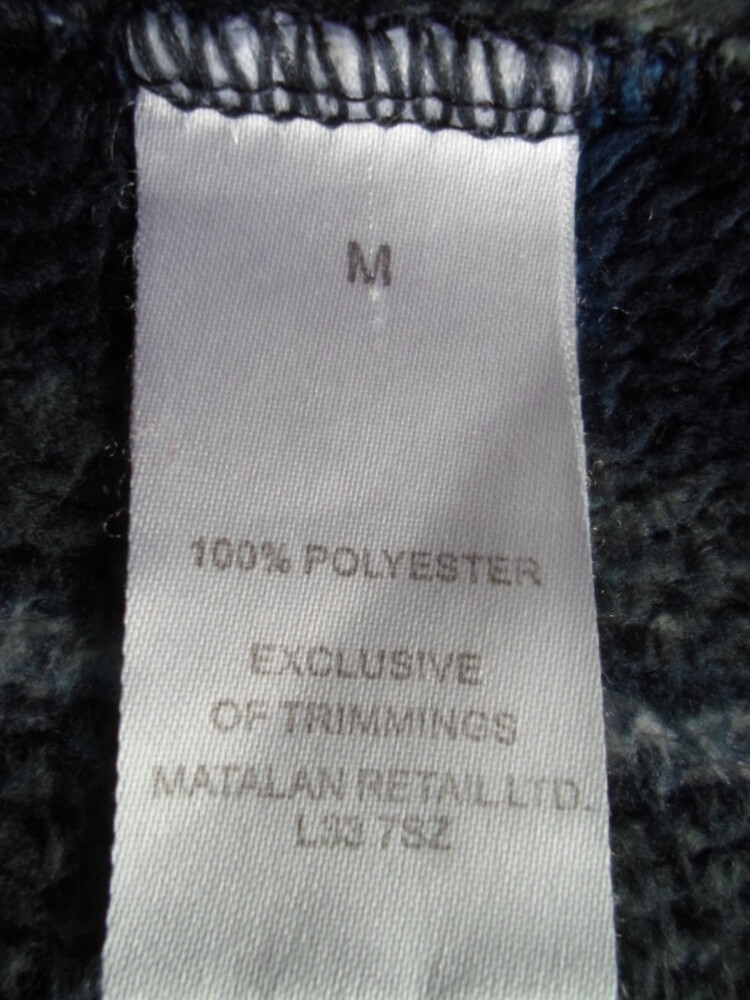 M
100% POLYESTER
EXCLUSIVE
OF TRIMMINGS
MATALAN RETAIL LTD.
L33 7SZ